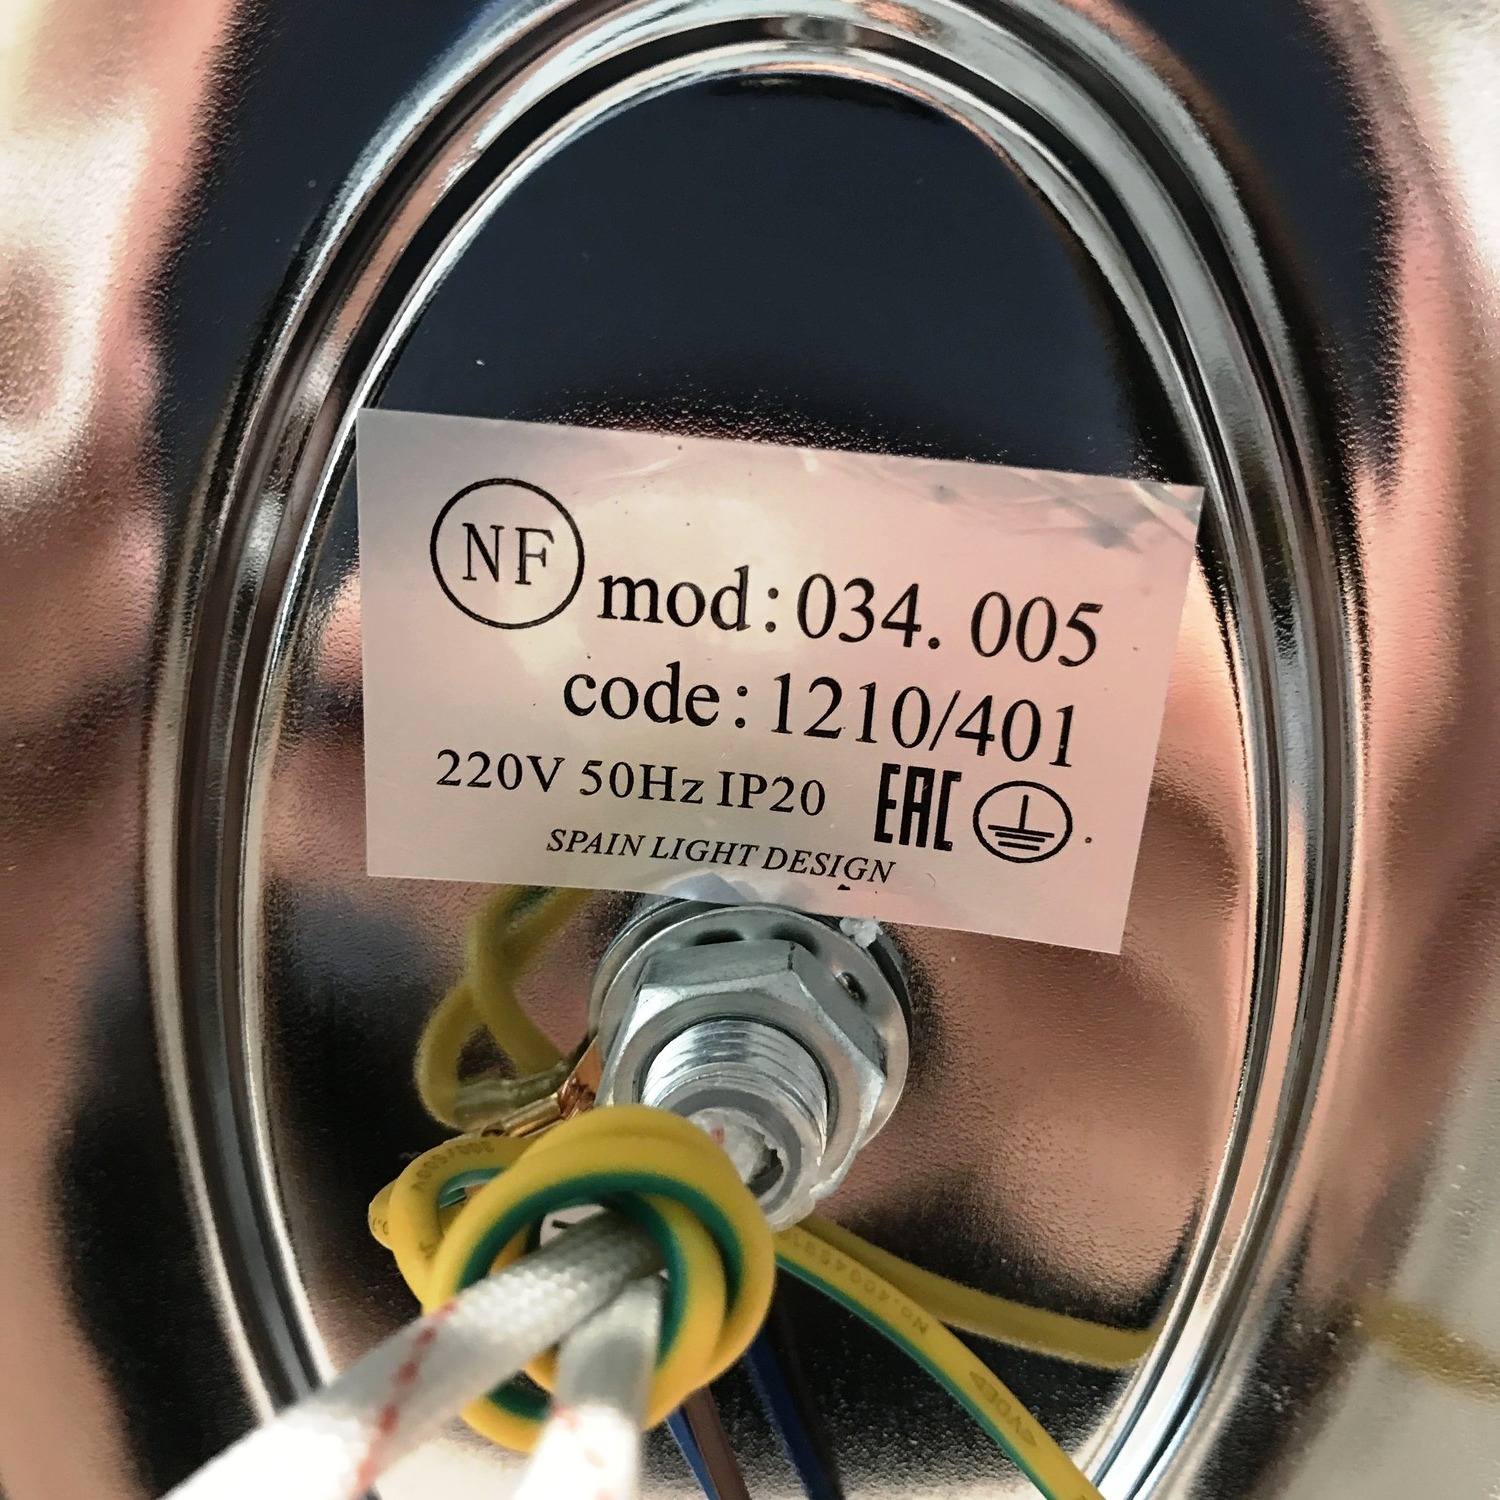 NF
mod:034.005
code:1210/401
220V 50Hz IP20 EAC
SPAIN LIGHT DESIGN